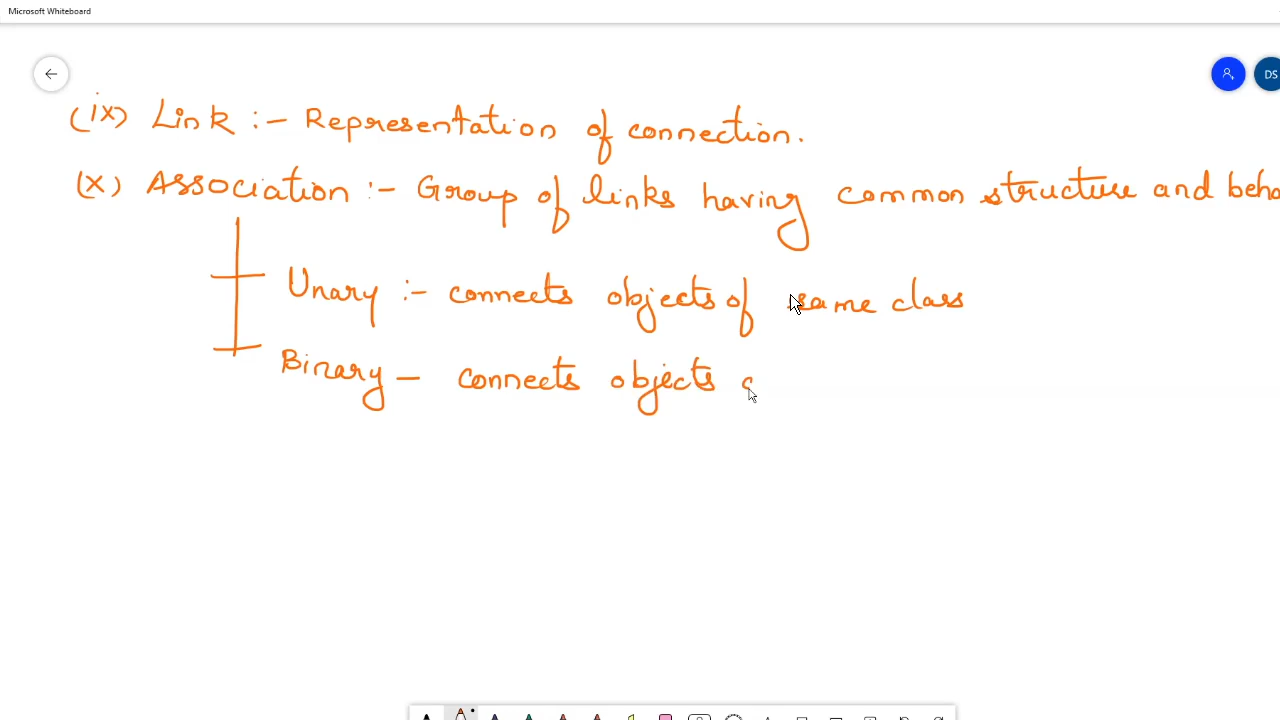 Microsoft Whiteboard
DS
(ix) Link :- Representation of connection.
(x) Association :- Group of links having common structure and beha
Unary :- connects objects of same class
Binary - connects objects